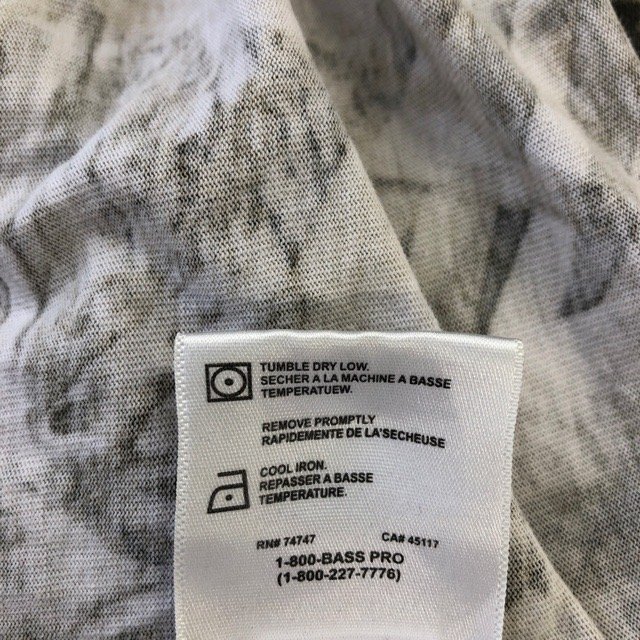 TUMBLE DRY LOW.
SECHER A LA MACHINE A BASSE
TEMPERATUEW.
REMOVE PROMPTLY
RAPIDEMENTE DE LA'SECHEUSE
COOL IRON.
REPASSER A BASSE
TEMPERATURE.
RN# 74747 CA# 45117
1-800-BASS PRO
(1-800-227-7776)